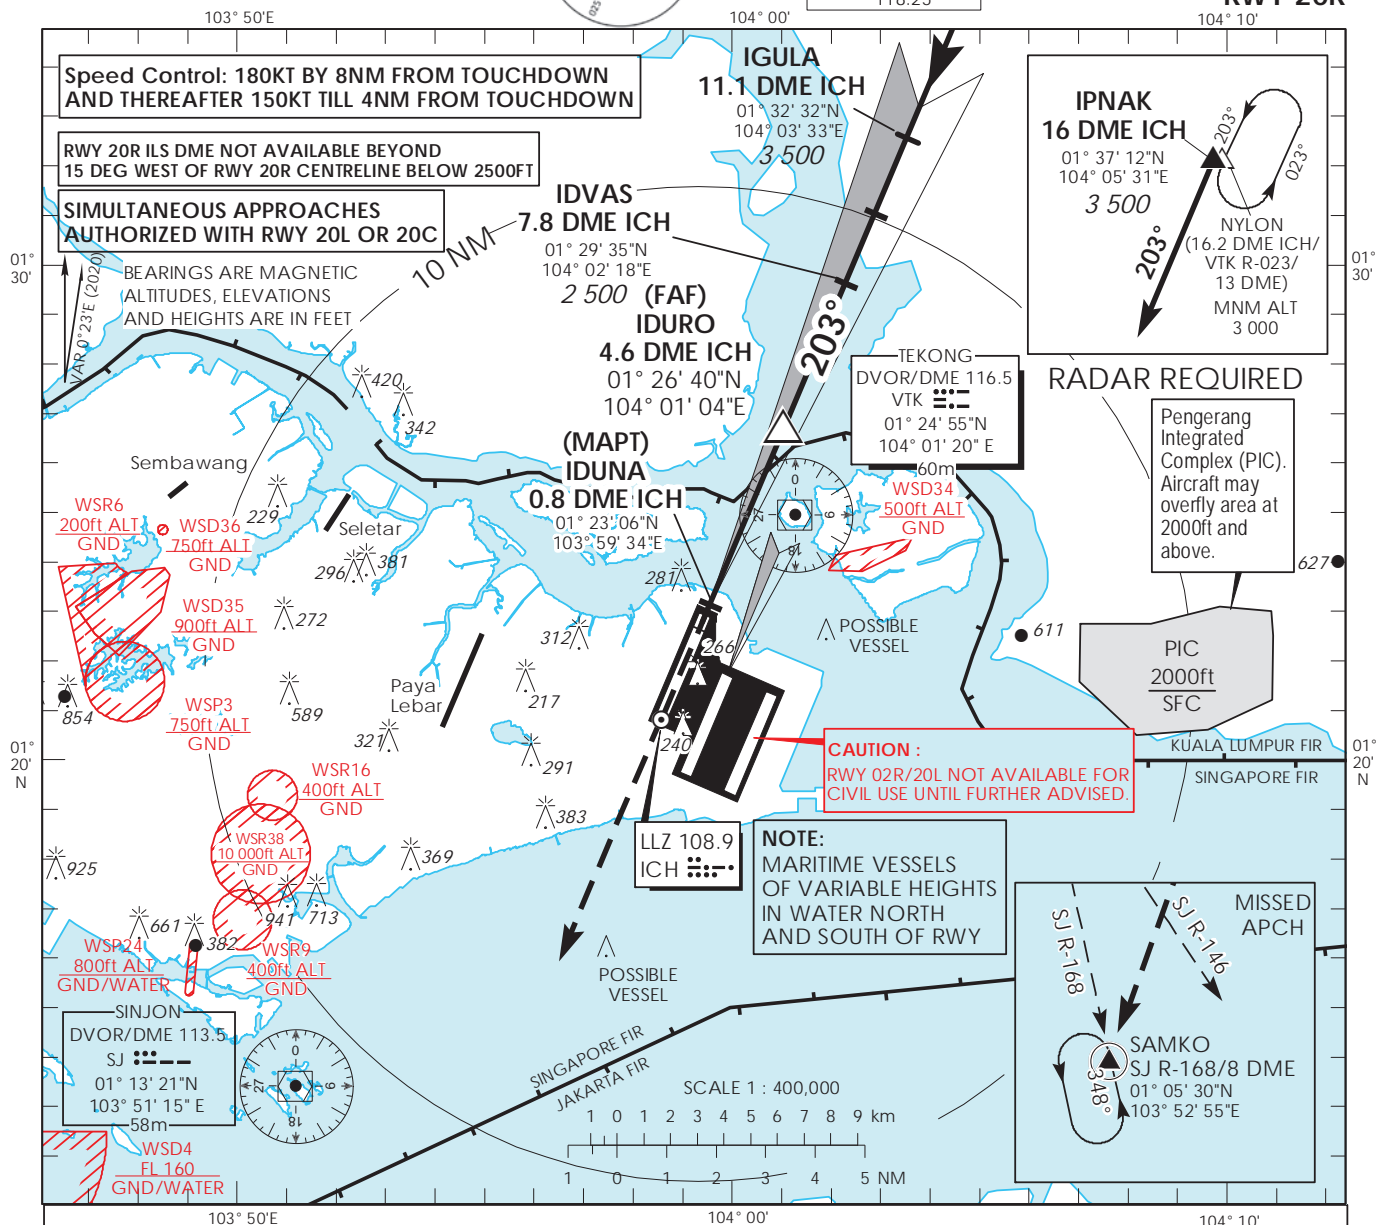 103° 50'E
104° 00'
104° 10'
025
118.25
RWY 20R
Speed Control: 180KT BY 8NM FROM TOUCHDOWN
AND THEREAFTER 150KT TILL 4NM FROM TOUCHDOWN
RWY 20R ILS DME NOT AVAILABLE BEYOND
15 DEG WEST OF RWY 20R CENTRELINE BELOW 2500FT
SIMULTANEOUS APPROACHES
AUTHORIZED WITH RWY 20L OR 20C
BEARINGS ARE MAGNETIC
ALTITUDES, ELEVATIONS
AND HEIGHTS ARE IN FEET
VAR 0°23'E (2020)
10 NM
01°
30'
IGULA
11.1 DME ICH
01° 32' 32"N
104° 03' 33"E
3 500
IDVAS
7.8 DME ICH
01° 29' 35"N
104° 02' 18"E
2 500
(FAF)
IDURO
4.6 DME ICH
01° 26' 40"N
104° 01' 04"E
(MAPT)
IDUNA
0.8 DME ICH
01° 23' 06"N
103° 59' 34"E
203°
IPNAK
16 DME ICH
01° 37' 12"N
104° 05' 31"E
3 500
203°
023°
203°
NYLON
(16.2 DME ICH/
VTK R-023/
13 DME)
MNM ALT
3 000
01°
30'
RADAR REQUIRED
TEKONG
DVOR/DME 116.5
VTK
01° 24' 55"N
104° 01' 20" E
60m
Pengerang
Integrated
Complex (PIC).
Aircraft may
overfly area at
2000ft and
above.
WSD34
500ft ALT
GND
0
9
18
27
420
342
Sembawang
229
Seletar
296
381
WSR6
200ft ALT
GND
WSD36
750ft ALT
GND
WSD35
900ft ALT
GND
WSP3
750ft ALT
GND
272
312
281
266
240
217
589
321
291
383
854
Paya
Lebar
627
611
POSSIBLE
VESSEL
PIC
2000ft
SFC
KUALA LUMPUR FIR
SINGAPORE FIR
01°
20'
N
01°
20'
N
CAUTION :
RWY 02R/20L NOT AVAILABLE FOR
CIVIL USE UNTIL FURTHER ADVISED.
WSR16
400ft ALT
GND
WSR38
10 000ft ALT
GND
925
369
941
713
661
382
LLZ 108.9
ICH
NOTE:
MARITIME VESSELS
OF VARIABLE HEIGHTS
IN WATER NORTH
AND SOUTH OF RWY
WSP24
800ft ALT
GND/WATER
WSR9
400ft ALT
GND
POSSIBLE
VESSEL
SINJON
DVOR/DME 113.5
SJ
01° 13' 21"N
103° 51' 15" E
58m
0
9
18
27
SINGAPORE FIR
JAKARTA FIR
WSD4
FL 160
GND/WATER
SCALE 1 : 400,000
1 0 1 2 3 4 5 6 7 8 9 km
1 0 1 2 3 4 5 NM
MISSED
APCH
SJ R-168
SJ R-146
SAMKO
SJ R-168/8 DME
01° 05' 30"N
103° 52' 55"E
348°
103° 50'E
104° 00'
104° 10'